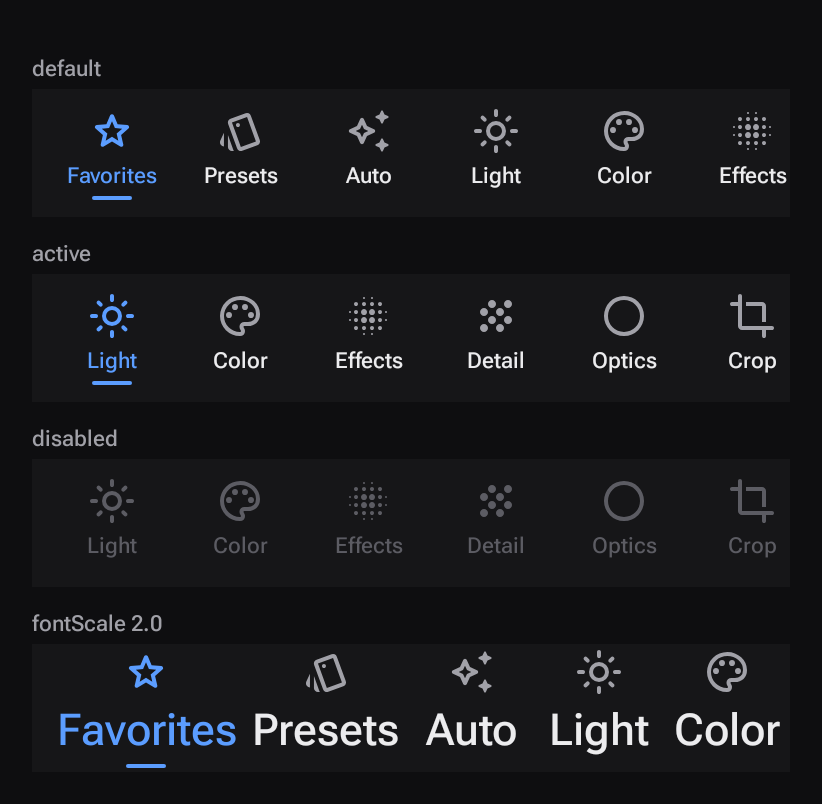 default
Favorites Presets Auto Light Color Effects
active
Light Color Effects Detail Optics Crop
disabled
Light Color Effects Detail Optics Crop
fontScale 2.0
Favorites Presets Auto Light Color